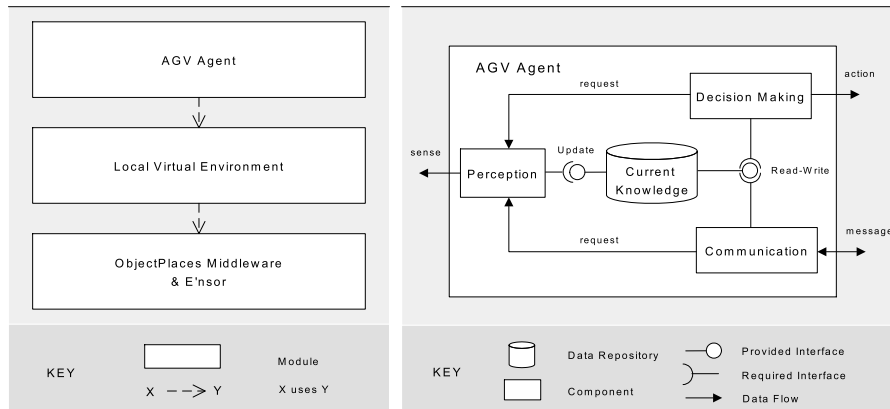 AGV Agent
Local Virtual Environment
ObjectPlaces Middleware
& E'nsor
KEY
Module
X
Y
X uses Y
AGV Agent
request
Decision Making
action
sense
Perception
Update
Current
Knowledge
Read-Write
request
Communication
message
KEY
Data Repository
Component
Provided Interface
Required Interface
Data Flow